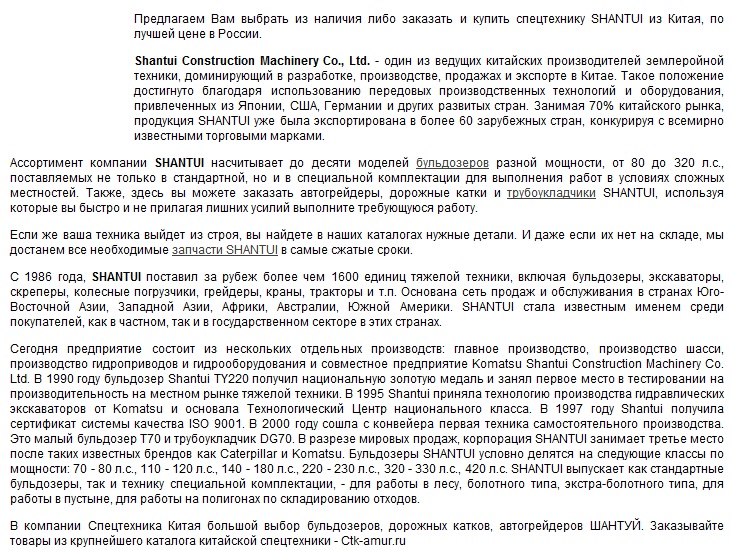 Предлагаем Вам выбрать из наличия либо заказать и купить спецтехнику SHANTUI из Китая, по
лучшей цене в России.
Shantui Construction Machinery Co., Ltd. - один из ведущих китайских производителей землеройной
техники, доминирующий в разработке, производстве, продажах и экспорте в Китае. Такое положение
достигнуто благодаря использованию передовых производственных технологий и оборудования,
привлеченных из Японии, США, Германии и других развитых стран. Занимая 70% китайского рынка,
продукция SHANTUI уже была экспортирована в более 60 зарубежных стран, конкурируя с всемирно
известными торговыми марками.
Ассортимент компании SHANTUI насчитывает до десяти моделей бульдозеров разной мощности, от 80 до 320 л.с.,
поставляемых не только в стандартной, но и в специальной комплектации для выполнения работ в условиях сложных
местностей. Также, здесь вы можете заказать автогрейдеры, дорожные катки и трубоукладчики SHANTUI, используя
которые вы быстро и не прилагая лишних усилий выполните требующуюся работу.
Если же ваша техника выйдет из строя, вы найдете в наших каталогах нужные детали. И даже если их нет на складе, мы
достанем все необходимые запчасти SHANTUI в самые сжатые сроки.
С 1986 года, SHANTUI поставил за рубеж более чем 1600 единиц тяжелой техники, включая бульдозеры, экскаваторы,
скреперы, колесные погрузчики, грейдеры, краны, тракторы и т.п. Основана сеть продаж и обслуживания в странах Юго-
Восточной Азии, Западной Азии, Африки, Австралии, Южной Америки. SHANTUI стала известным именем среди
покупателей, как в частном, так и в государственном секторе в этих странах.
Сегодня предприятие состоит из нескольких отдельных производств: главное производство, производство шасси,
производство гидроприводов и гидрооборудования и совместное предприятие Komatsu Shantui Construction Machinery Co.
Ltd. В 1990 году бульдозер Shantui TY220 получил национальную золотую медаль и занял первое место в тестировании на
производительность на местном рынке тяжелой техники. В 1995 Shantui приняла технологию производства гидравлических
экскаваторов от Komatsu и основала Технологический Центр национального класса. В 1997 году Shantui получила
сертификат системы качества ISO 9001. В 2000 году сошла с конвейера первая техника самостоятельного производства.
Это малый бульдозер T70 и трубоукладчик DG70. В разрезе мировых продаж, корпорация SHANTUI занимает третье место
после таких известных брендов как Caterpillar и Komatsu. Бульдозеры SHANTUI условно делятся на следующие классы по
мощности: 70 - 80 л.с., 110 - 120 л.с., 140 - 180 л.с., 220 - 230 л.с., 320 - 330 л.с., 420 л.с. SHANTUI выпускает как стандартные
бульдозеры, так и технику специальной комплектации, - для работы в лесу, болотного типа, экстра-болотного типа, для
работы в пустыне, для работы на полигонах по складированию отходов.
В компании Спецтехника Китая большой выбор бульдозеров, дорожных катков, автогрейдеров ШАНТУЙ. Заказывайте
товары из крупнейшего каталога китайской спецтехники - Ctk-amur.ru